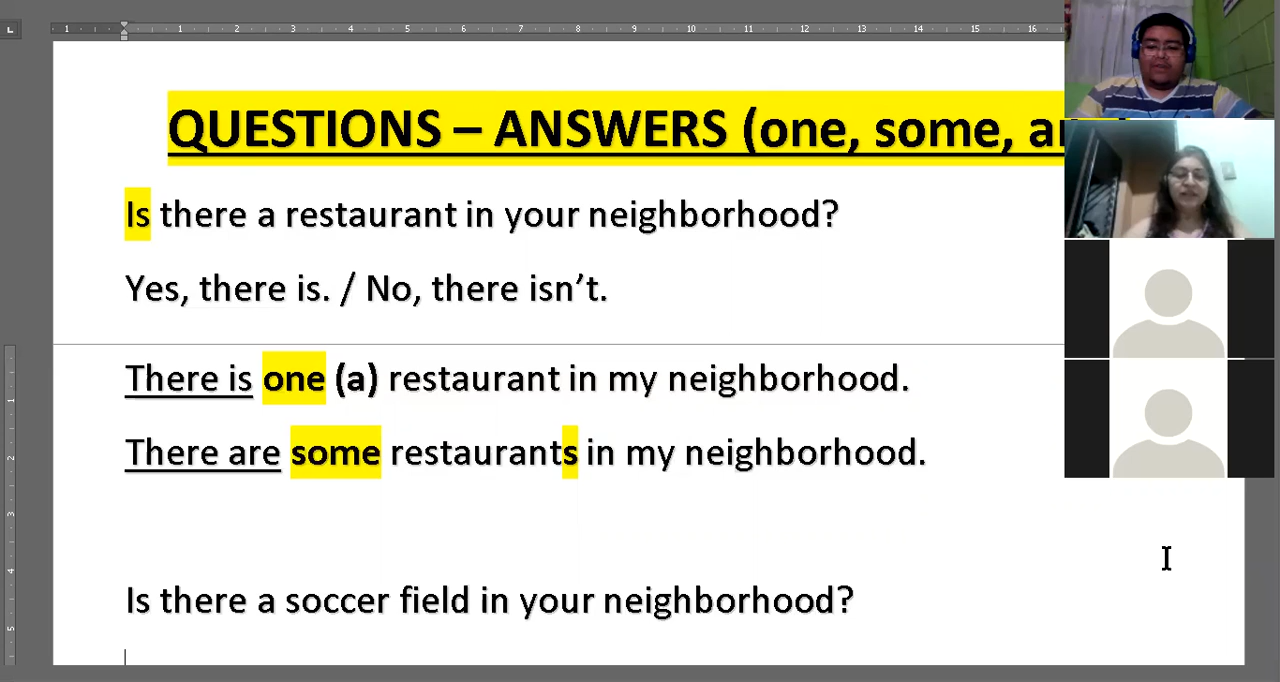 QUESTIONS – ANSWERS (one, some,
Is there a restaurant in your neighborhood?
Yes, there is. / No, there isn’t.
There is one (a) restaurant in my neighborhood.
There are some restaurants in my neighborhood.
Is there a soccer field in your neighborhood?